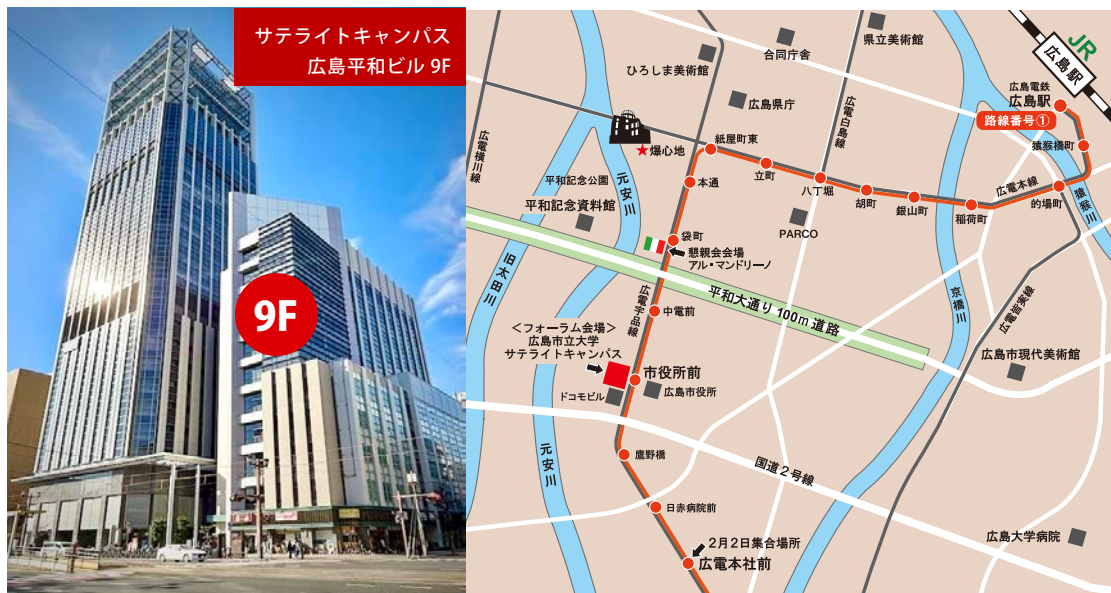 サテライトキャンパス
広島平和ビル 9F
9F
JR
広島駅
広島電鉄
広島駅
路線番号①
猿猴橋町
県立美術館
合同庁舎
ひろしま美術館
広島県庁
広電白島線
広電横川線
爆心地
紙屋町東
立町
八丁堀
胡町
銀山町
稲荷町
広電本線
的場町
猿猴川
本通
元安川
平和記念公園
平和記念資料館
PARCO
袋町
懇親会会場
アル・マンドリーノ
旧太田川
広電宇品線
平和大通り 100m 道路
京橋川
広電皆実線
中電前
＜フォーラム会場＞
広島市立大学
サテライトキャンパス
市役所前
広島市役所
ドコモビル
広島市現代美術館
鷹野橋
元安川
国道２号線
日赤病院前
２月２日集合場所
広電本社前
広島大学病院